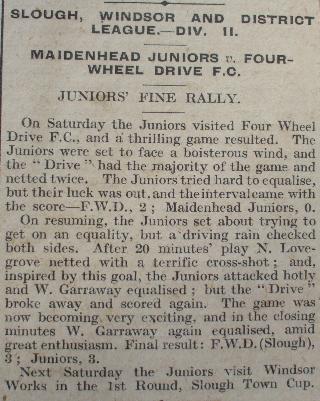 SLOUGH, WINDSOR AND DISTRICT
LEAGUE.—DIV. II.
MAIDENHEAD JUNIORS v. FOUR-
WHEEL DRIVE F.C.
JUNIORS' FINE RALLY.
On Saturday the Juniors visited Four Wheel
Drive F.C., and a thrilling game resulted. The
Juniors were set to face a boisterous wind, and
the "Drive" had the majority of the game and
netted twice. The Juniors tried hard to equalise,
but their luck was out, and the interval came with
the score—F.W.D., 2; Maidenhead Juniors, 0.
On resuming, the Juniors set about trying to
get on an equality, but a driving rain checked
both sides. After 20 minutes' play N. Love-
grove netted with a terrific cross-shot; and,
inspired by this goal, the Juniors attacked hotly
and W. Garraway equalised; but the "Drive"
broke away and scored again. The game was
now becoming very exciting, and in the closing
minutes W. Garraway again equalised, amid
great enthusiasm. Final result: F.W.D. (Slough),
3; Juniors, 3.
Next Saturday the Juniors visit Windsor
Works in the 1st Round, Slough Town Cup.